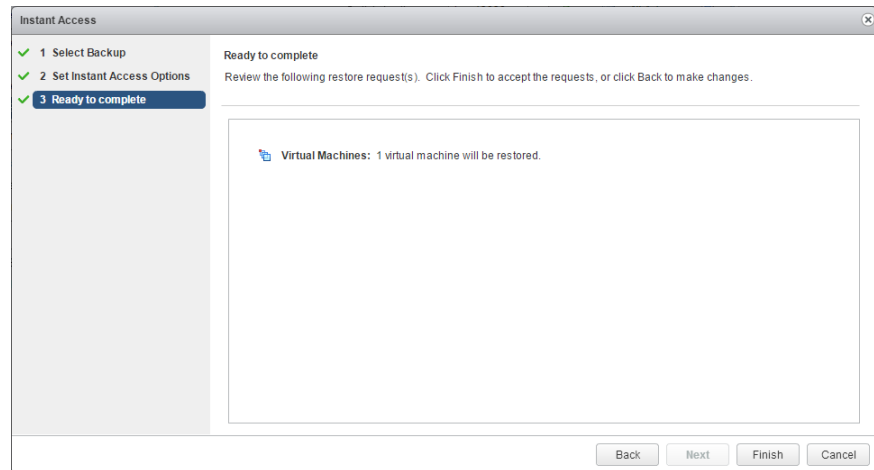 Instant Access
1 Select Backup
2 Set Instant Access Options
3 Ready to complete
Ready to complete
Review the following restore request(s). Click Finish to accept the requests, or click Back to make changes.
Virtual Machines: 1 virtual machine will be restored.
Back Next Finish Cancel